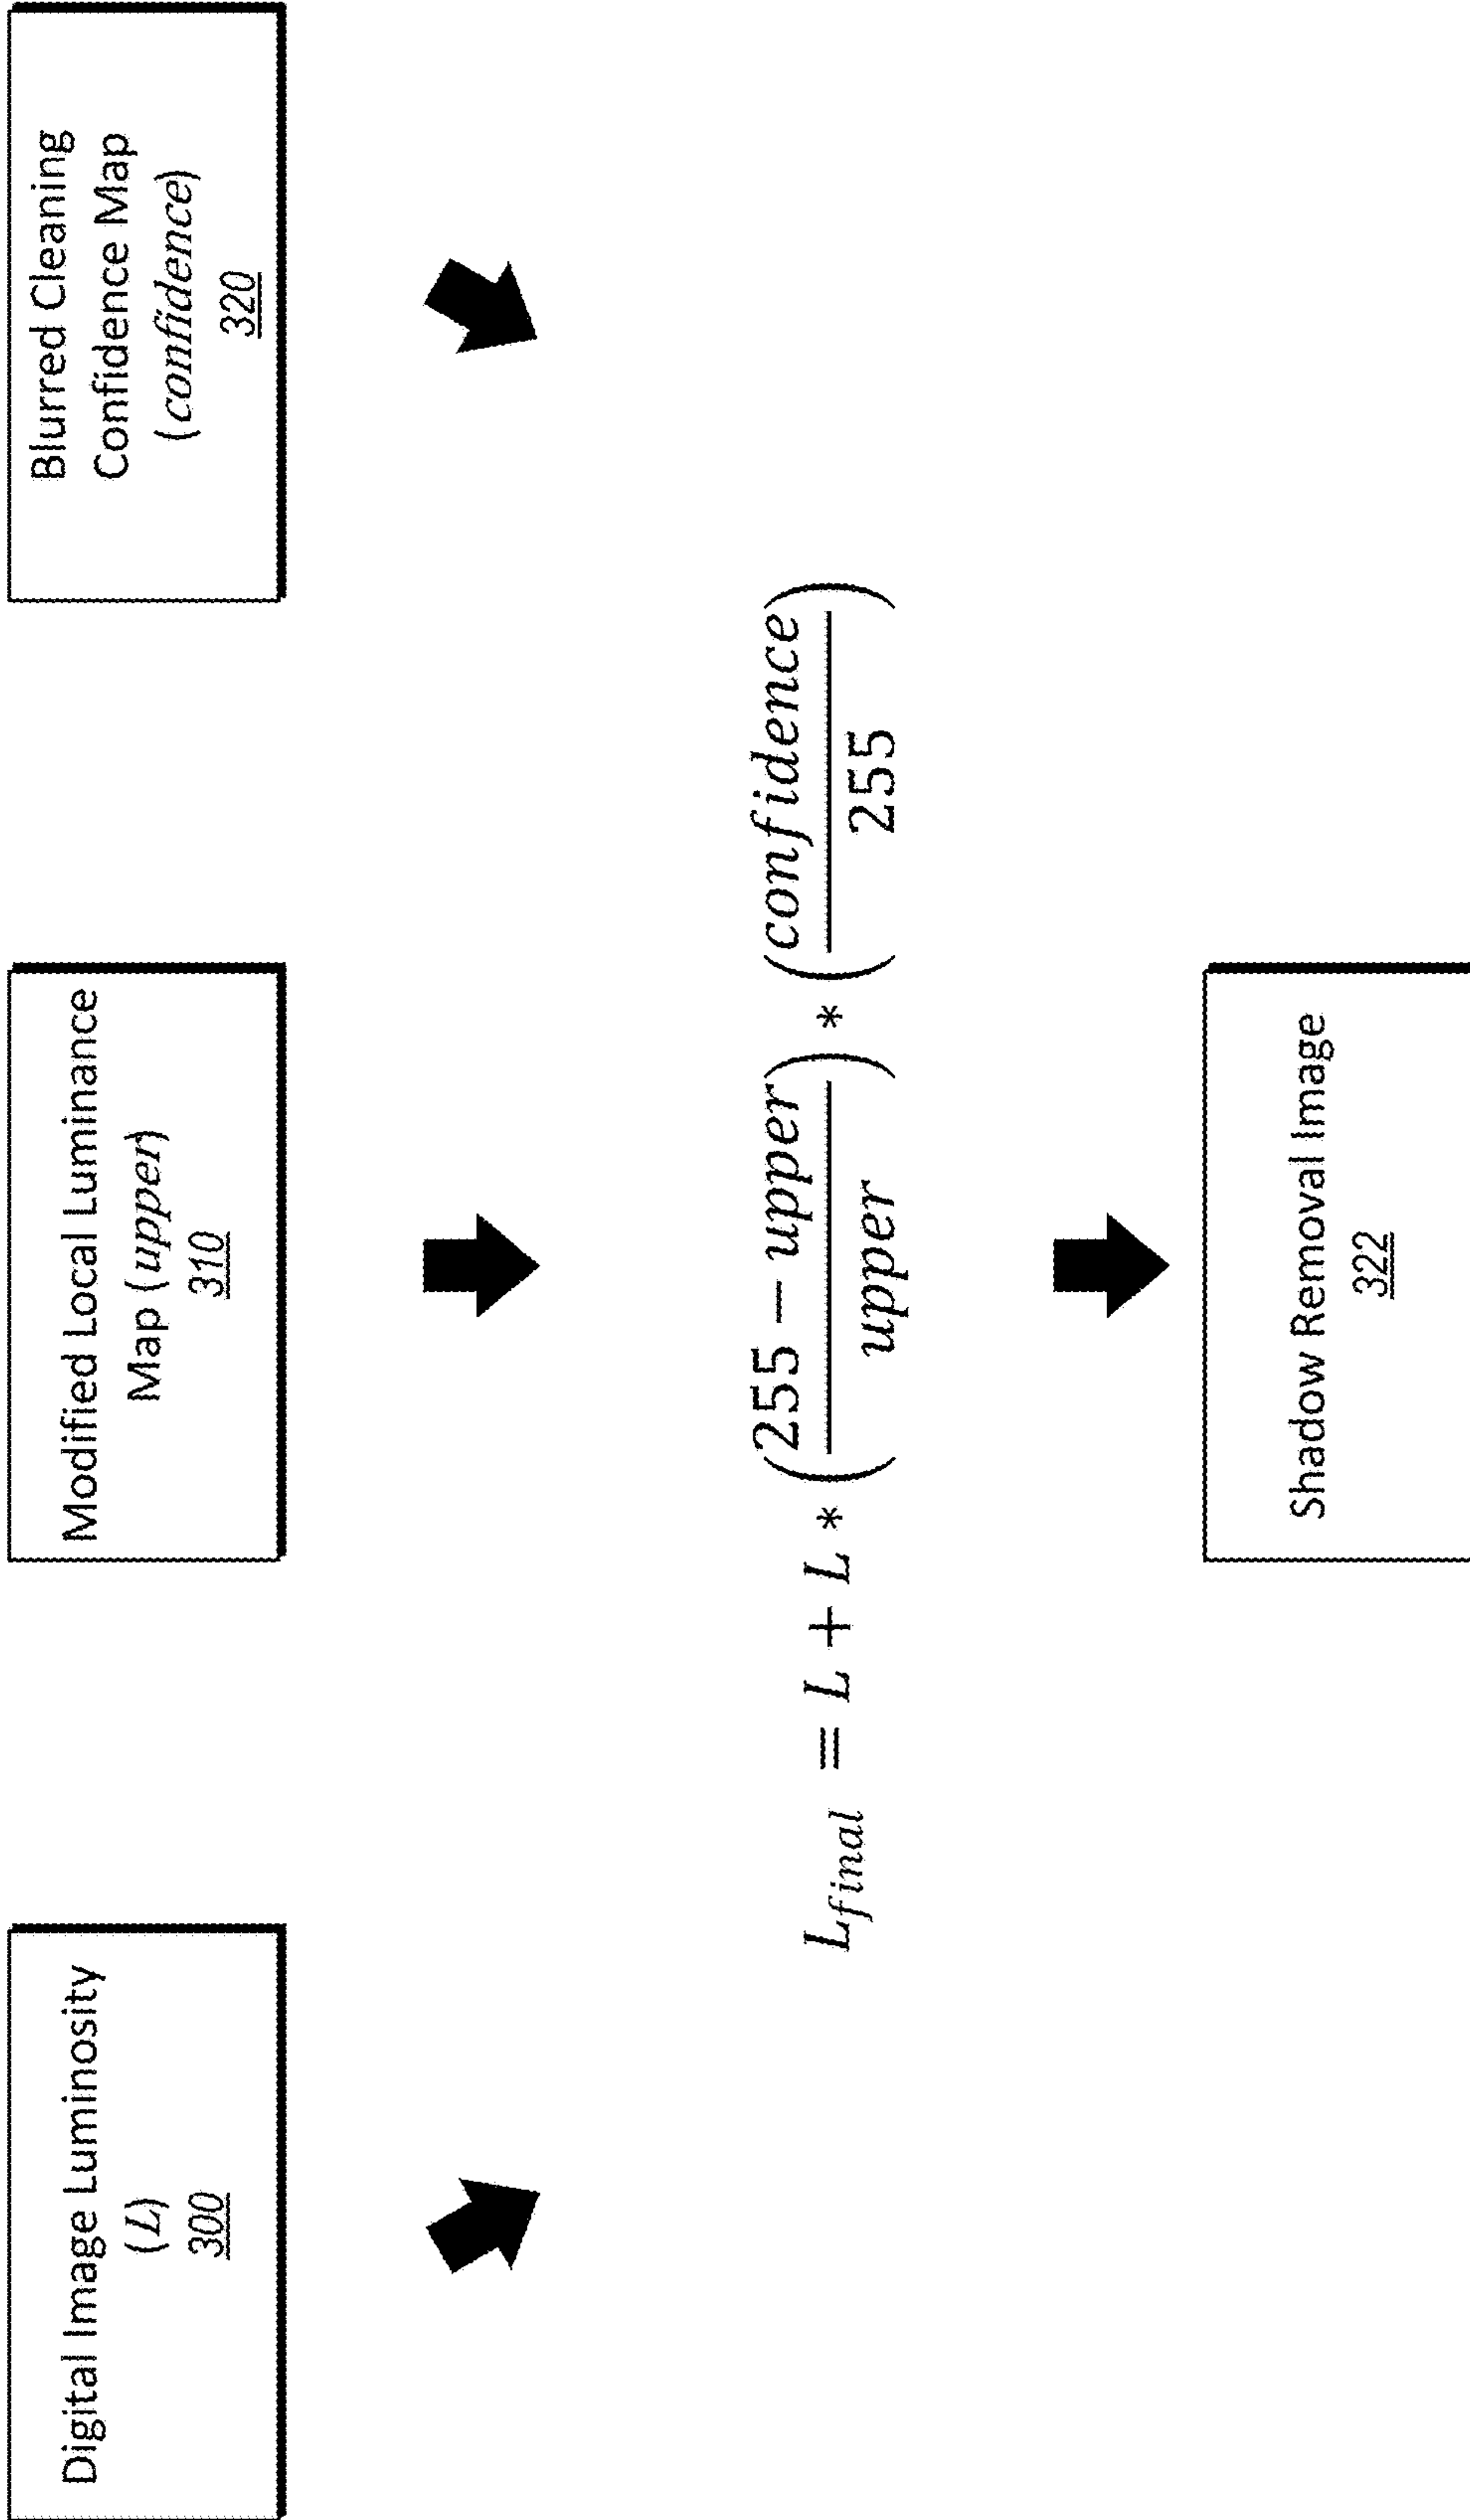 Digital Image Luminosity
(L)
300
Modified Local Luminance
Map (upper)
310
Blurred Cleaning
Confidence Map
(confidence)
320
L_final = L + L * ((255 − upper) / upper) * (confidence / 255)
Shadow Removal Image
322